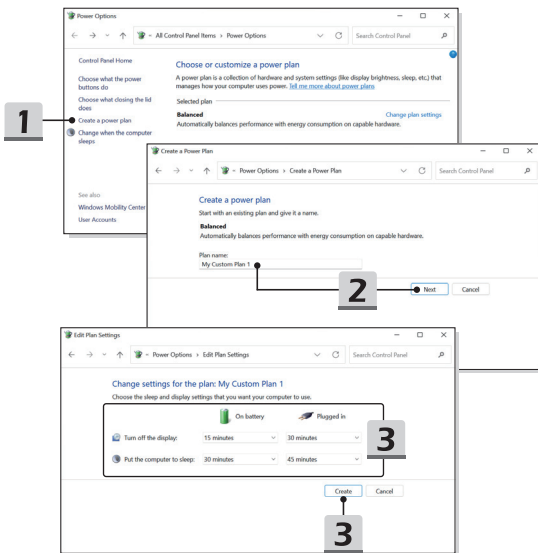 Power Options
All Control Panel Items > Power Options
Search Control Panel
Control Panel Home
Choose what the power
buttons do
Choose what closing the lid
does
Create a power plan
Change when the computer
sleeps
See also
Windows Mobility Center
User Accounts
Choose or customize a power plan
A power plan is a collection of hardware and system settings (like display brightness, sleep, etc.) that
manages how your computer uses power. Tell me more about power plans
Selected plan
Balanced
Change plan settings
Automatically balances performance with energy consumption on capable hardware.
1
Create a Power Plan
Power Options > Create a Power Plan
Search Control Panel
Create a power plan
Start with an existing plan and give it a name.
Balanced
Automatically balances performance with energy consumption on capable hardware.
Plan name:
My Custom Plan 1
2
Next
Cancel
Edit Plan Settings
Power Options > Edit Plan Settings
Search Control Panel
Change settings for the plan: My Custom Plan 1
Choose the sleep and display settings that you want your computer to use.
On battery
Plugged in
Turn off the display: 15 minutes 30 minutes
Put the computer to sleep: 30 minutes 45 minutes
3
Create
Cancel
3